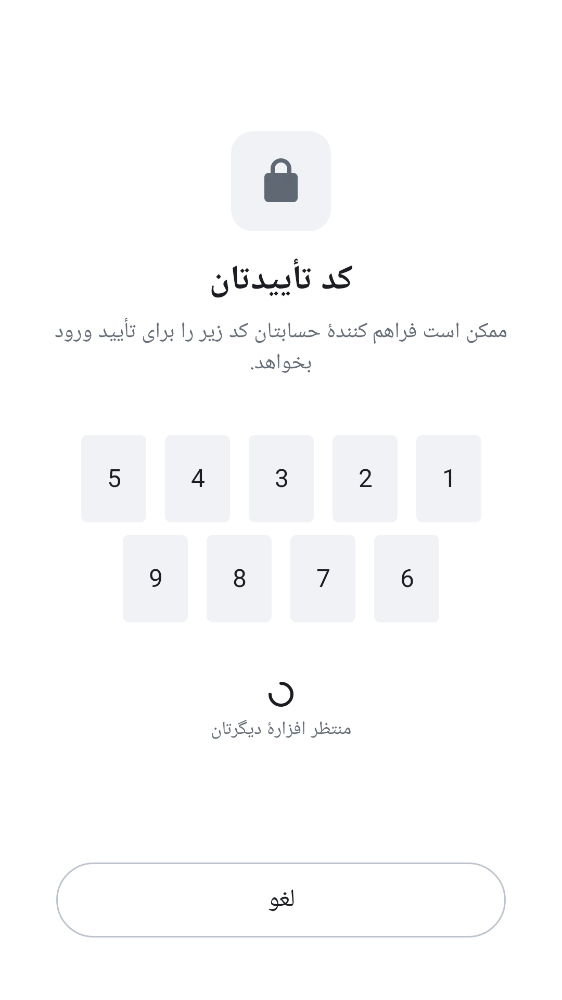 کد تأییدتان
ممکن است فراهم کنندهٔ حسابتان کد زیر را برای تأیید ورود
بخواهد.
1 2 3 4 5
6 7 8 9
منتظر افزارهٔ دیگرتان
لغو